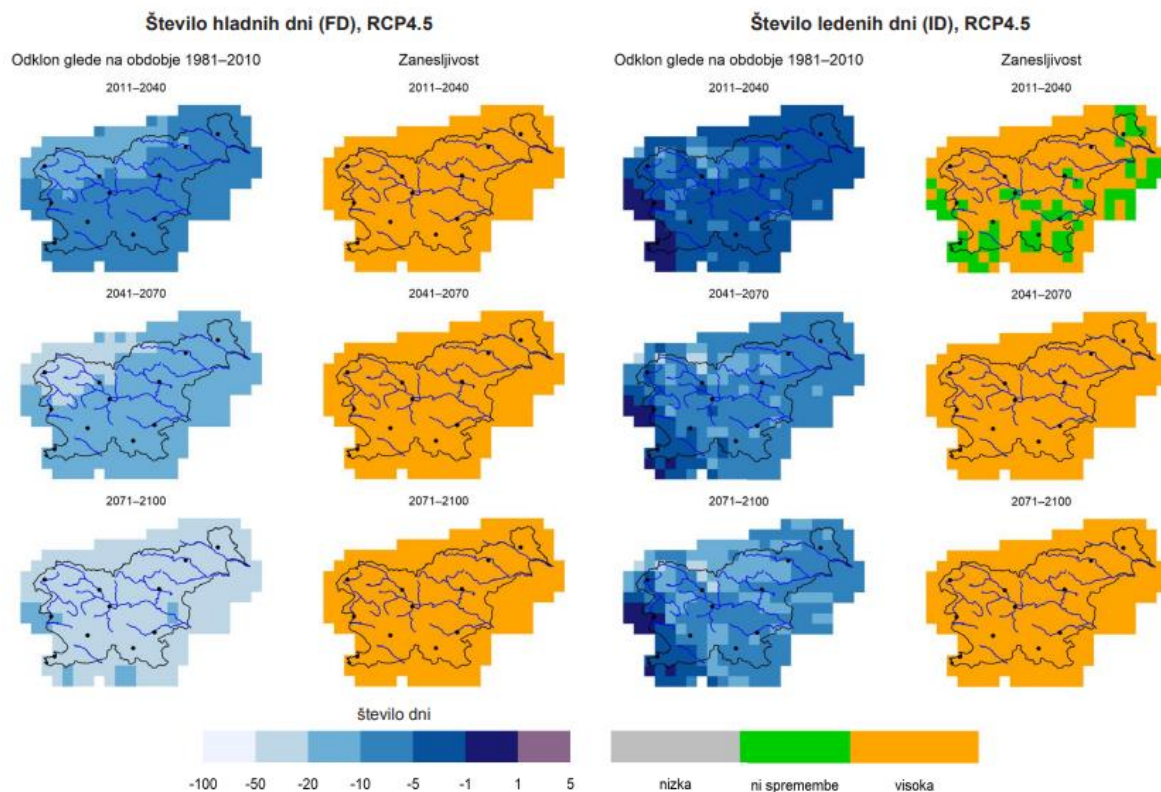 Število hladnih dni (FD), RCP4.5
Odklon glede na obdobje 1981–2010
Zanesljivost
2011–2040
2011–2040
2041–2070
2041–2070
2071–2100
2071–2100
Število ledenih dni (ID), RCP4.5
Odklon glede na obdobje 1981–2010
Zanesljivost
2011–2040
2011–2040
2041–2070
2041–2070
2071–2100
2071–2100
število dni
-100 -50 -20 -10 -5 -1 1 5
nizka ni spremembe visoka